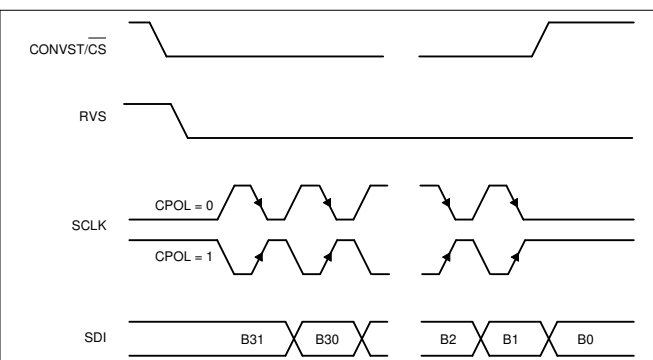 CONVST/CS
RVS
CPOL = 0
SCLK
CPOL = 1
SDI B31 B30 B2 B1 B0